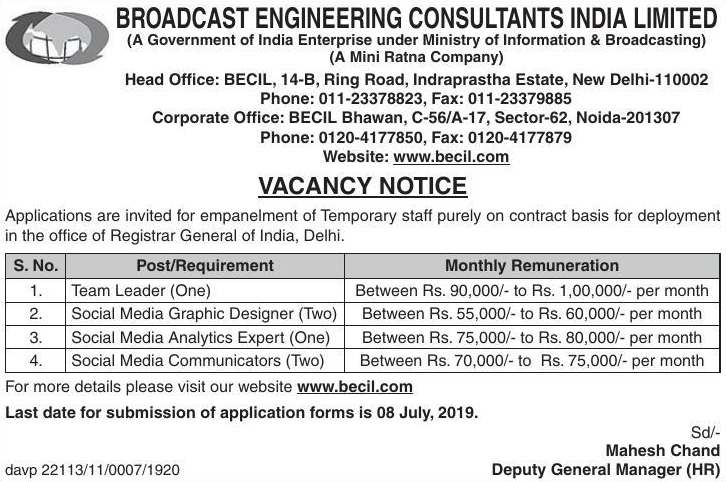 BROADCAST ENGINEERING CONSULTANTS INDIA LIMITED
(A Government of India Enterprise under Ministry of Information & Broadcasting)
(A Mini Ratna Company)
Head Office: BECIL, 14-B, Ring Road, Indraprastha Estate, New Delhi-110002
Phone: 011-23378823, Fax: 011-23379885
Corporate Office: BECIL Bhawan, C-56/A-17, Sector-62, Noida-201307
Phone: 0120-4177850, Fax: 0120-4177879
Website: www.becil.com
VACANCY NOTICE
Applications are invited for empanelment of Temporary staff purely on contract basis for deployment
in the office of Registrar General of India, Delhi.
S. No. Post/Requirement Monthly Remuneration
1. Team Leader (One) Between Rs. 90,000/- to Rs. 1,00,000/- per month
2. Social Media Graphic Designer (Two) Between Rs. 55,000/- to Rs. 60,000/- per month
3. Social Media Analytics Expert (One) Between Rs. 75,000/- to Rs. 80,000/- per month
4. Social Media Communicators (Two) Between Rs. 70,000/- to Rs. 75,000/- per month
For more details please visit our website www.becil.com
Last date for submission of application forms is 08 July, 2019.
Sd/-
Mahesh Chand
davp 22113/11/0007/1920 Deputy General Manager (HR)